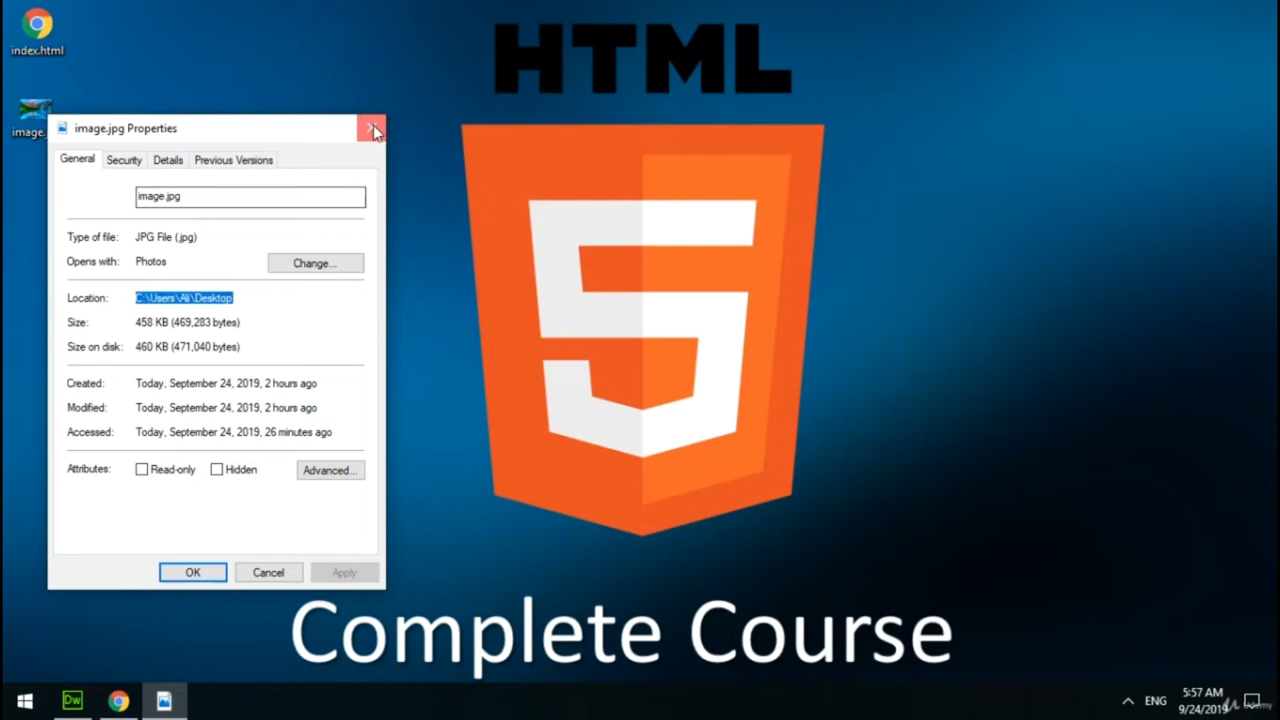 HTML
index.html
image.
image.jpg Properties
General Security Details Previous Versions
image.jpg
Type of file: JPG File (.jpg)
Opens with: Photos Change...
Location: C:\Users\Ali\Desktop
Size: 458 KB (469,283 bytes)
Size on disk: 460 KB (471,040 bytes)
Created: Today, September 24, 2019, 2 hours ago
Modified: Today, September 24, 2019, 2 hours ago
Accessed: Today, September 24, 2019, 26 minutes ago
Attributes: Read-only Hidden Advanced...
OK Cancel Apply
5
Complete Course
Dw
ENG
5:57 AM
9/24/2019
Udemy